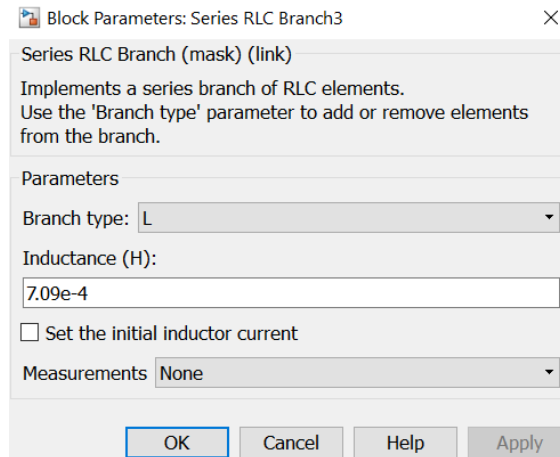 Block Parameters: Series RLC Branch3
Series RLC Branch (mask) (link)
Implements a series branch of RLC elements.
Use the 'Branch type' parameter to add or remove elements
from the branch.
Parameters
Branch type: L
Inductance (H):
7.09e-4
Set the initial inductor current
Measurements None
OK Cancel Help Apply